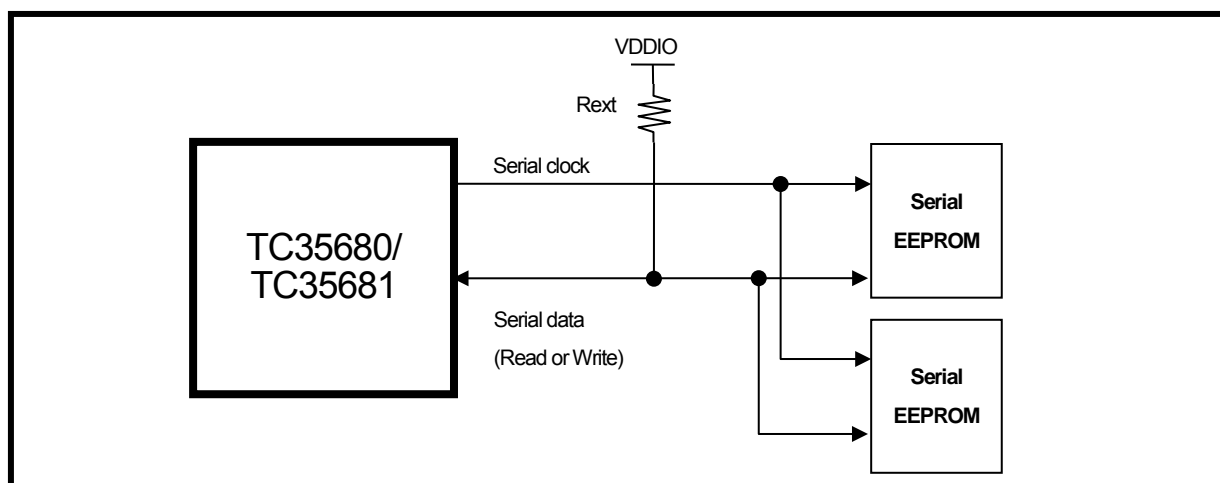 VDDIO
Rext
Serial clock
TC35680/
TC35681
Serial
EEPROM
Serial data
(Read or Write)
Serial
EEPROM